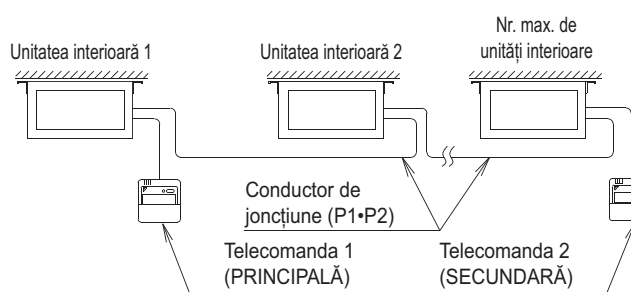 Nr. max. de
unități interioare
Unitatea interioară 1
Unitatea interioară 2
Conductor de
joncțiune (P1•P2)
Telecomanda 1
(PRINCIPALĂ)
Telecomanda 2
(SECUNDARĂ)